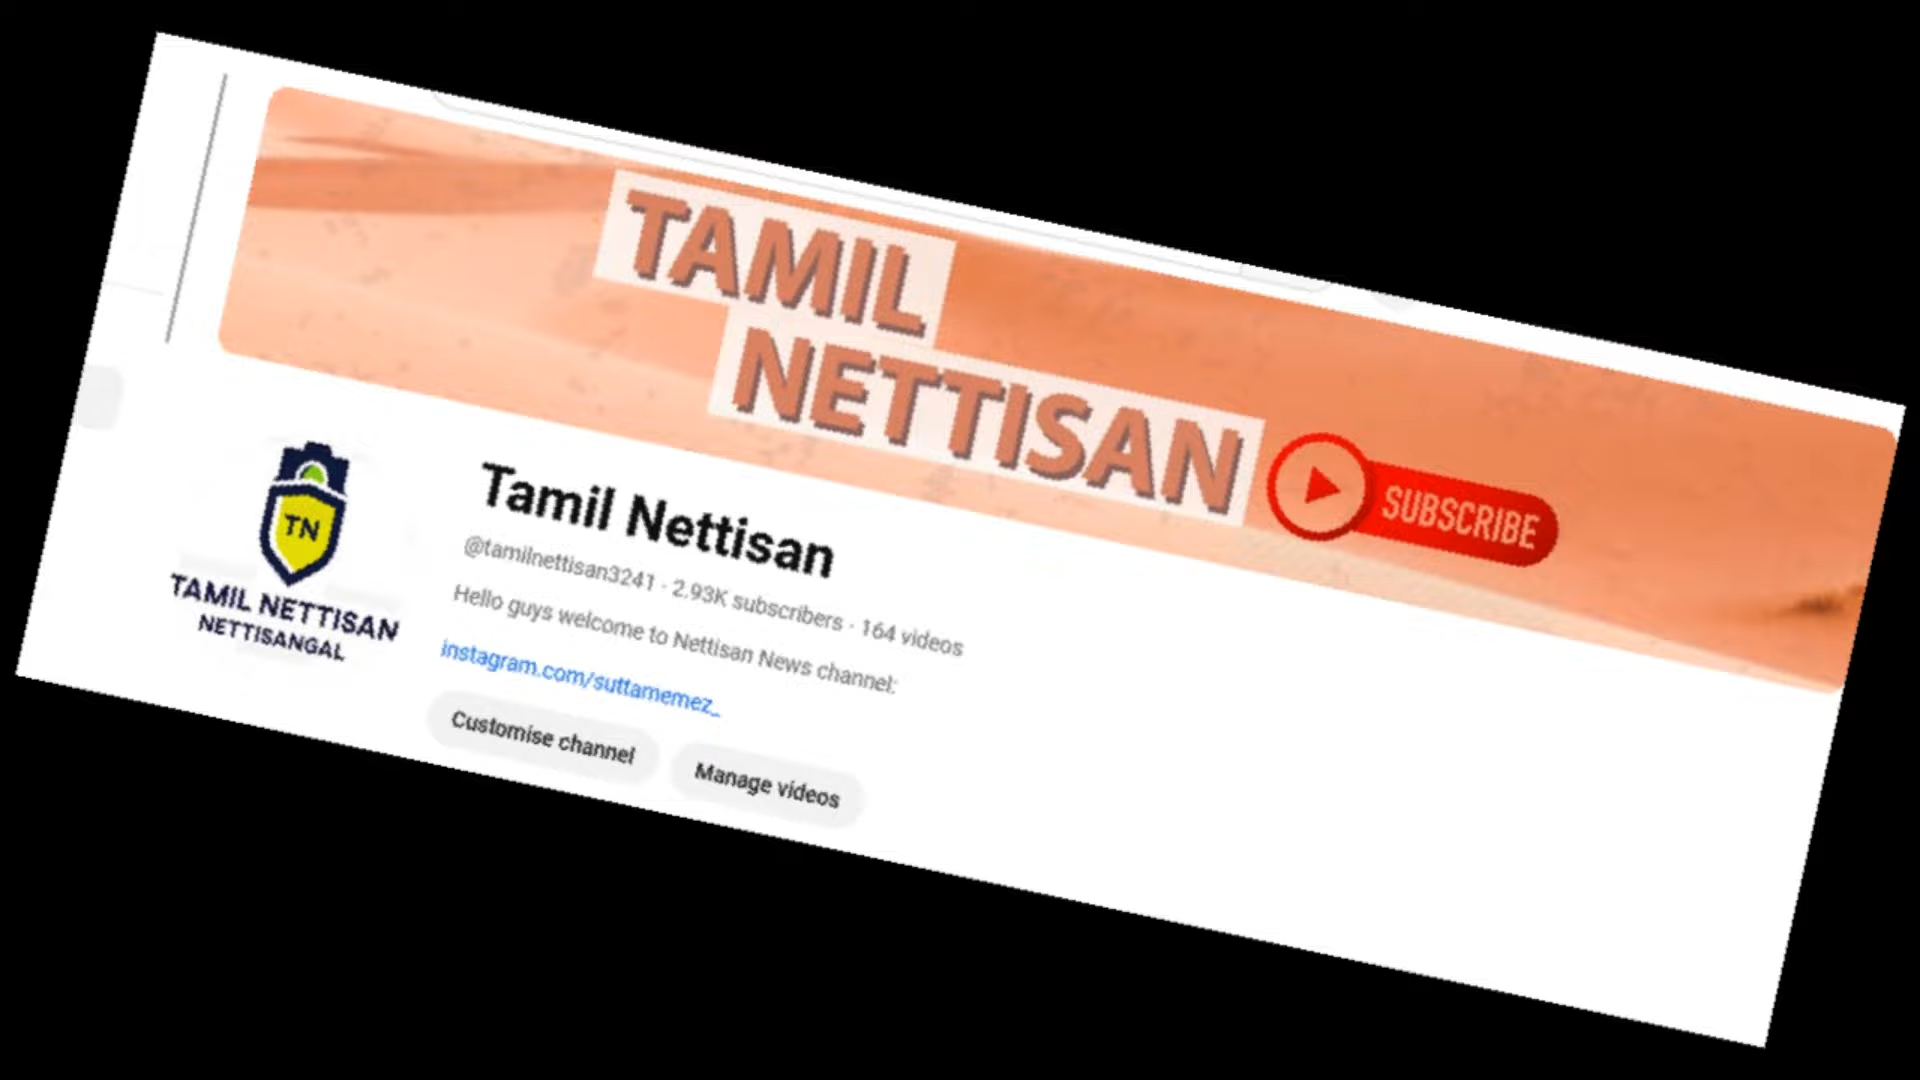 TAMIL
NETTISAN
SUBSCRIBE
TN
TAMIL NETTISAN
NETTISANGAL
Tamil Nettisan
@tamilnettisan3241 · 2.93K subscribers · 164 videos
Hello guys welcome to Nettisan News channel:
instagram.com/suttamemez_
Customise channel
Manage videos